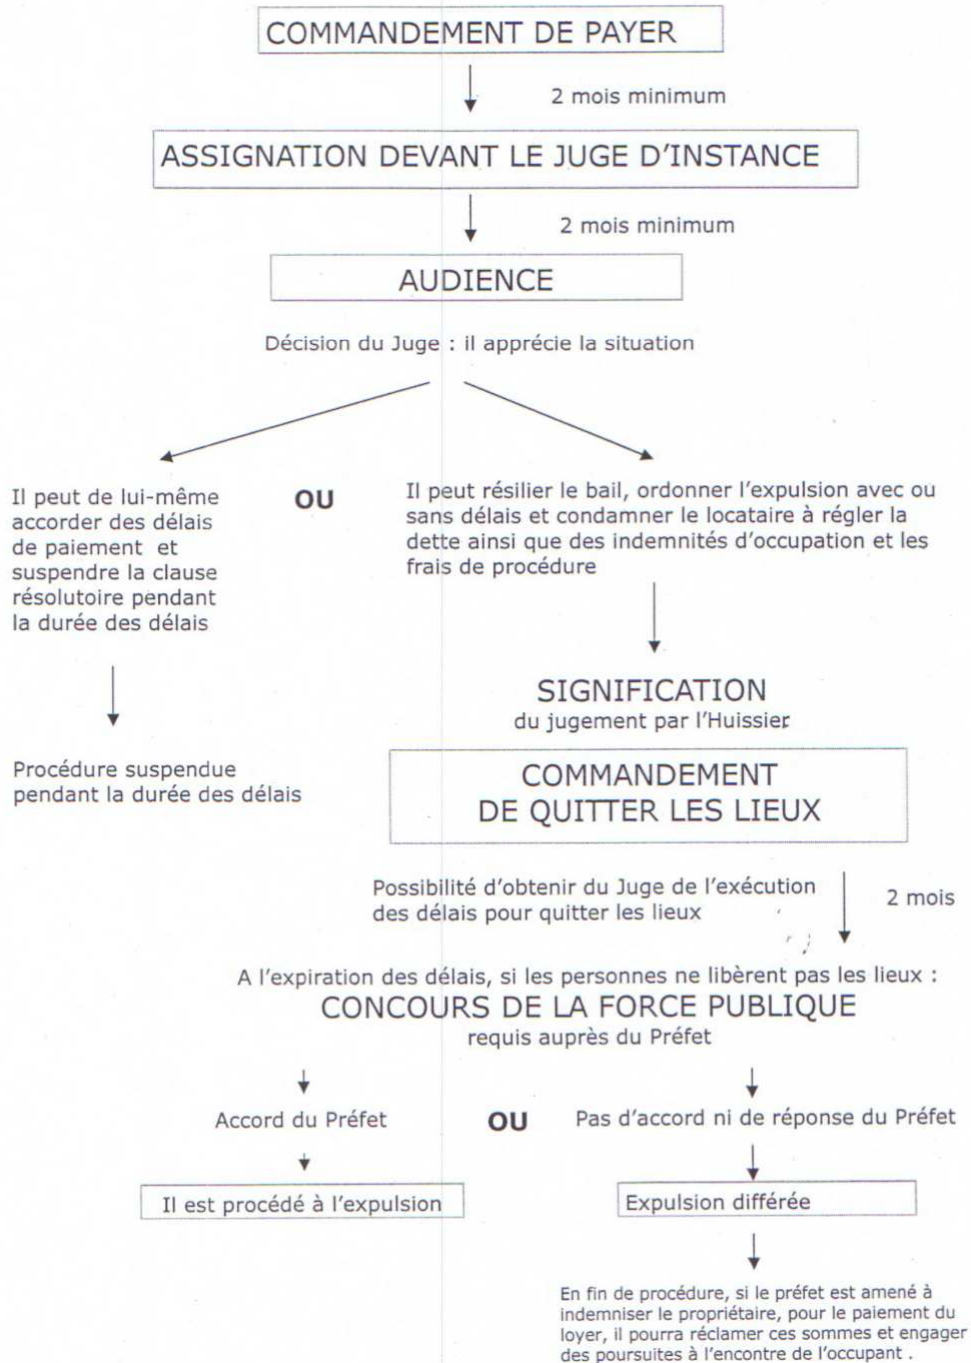 COMMANDEMENT DE PAYER
2 mois minimum
ASSIGNATION DEVANT LE JUGE D'INSTANCE
2 mois minimum
AUDIENCE
Décision du Juge : il apprécie la situation
Il peut de lui-même
accorder des délais
de paiement et
suspendre la clause
résolutoire pendant
la durée des délais
OU
Il peut résilier le bail, ordonner l'expulsion avec ou
sans délais et condamner le locataire à régler la
dette ainsi que des indemnités d'occupation et les
frais de procédure
Procédure suspendue
pendant la durée des délais
SIGNIFICATION
du jugement par l'Huissier
COMMANDEMENT
DE QUITTER LES LIEUX
Possibilité d'obtenir du Juge de l'exécution
des délais pour quitter les lieux
2 mois
A l'expiration des délais, si les personnes ne libèrent pas les lieux :
CONCOURS DE LA FORCE PUBLIQUE
requis auprès du Préfet
Accord du Préfet
OU
Pas d'accord ni de réponse du Préfet
Il est procédé à l'expulsion
Expulsion différée
En fin de procédure, si le préfet est amené à
indemniser le propriétaire, pour le paiement du
loyer, il pourra réclamer ces sommes et engager
des poursuites à l'encontre de l'occupant .